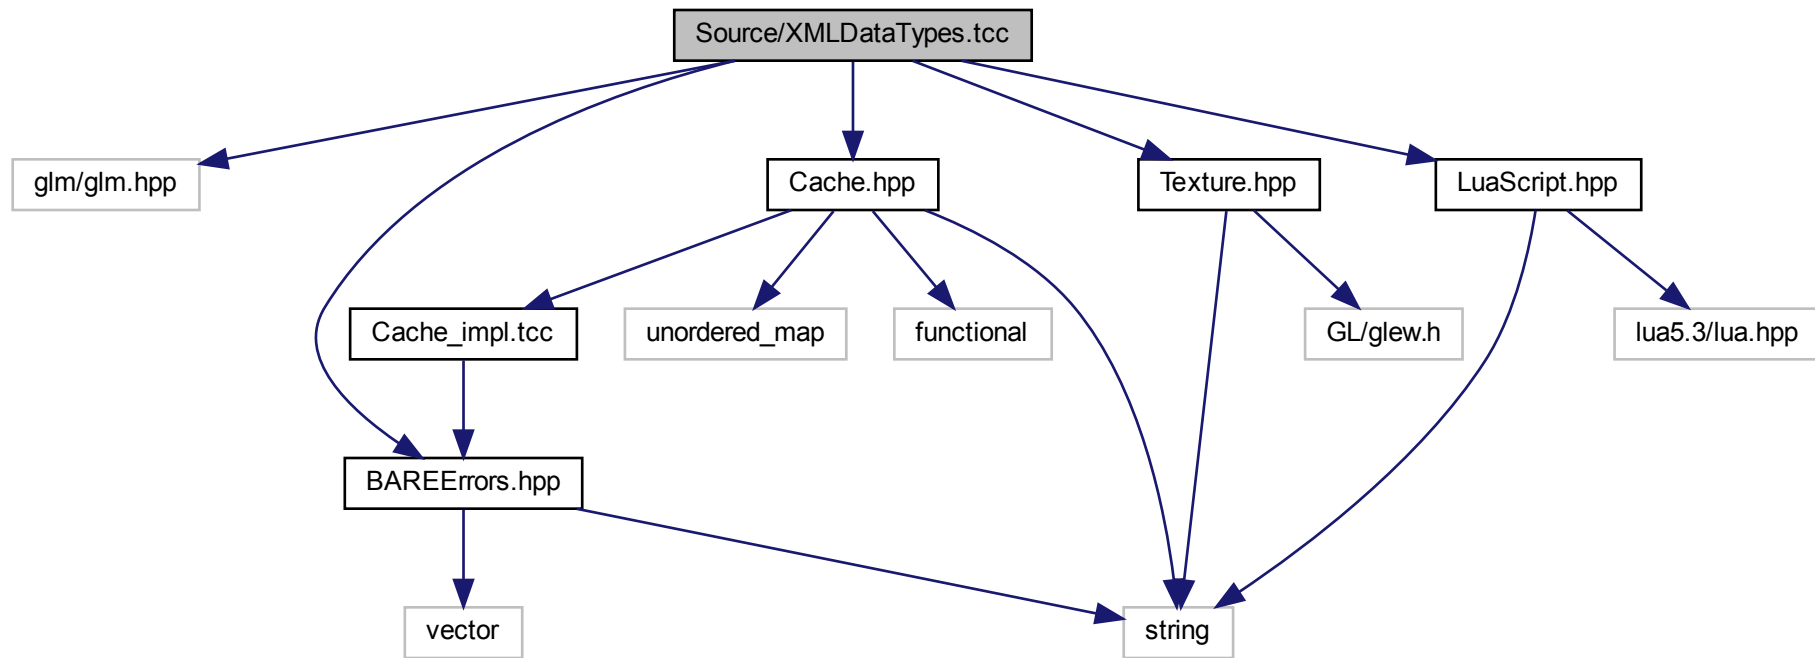 Source/XMLDataTypes.tcc
glm/glm.hpp
Cache.hpp
Texture.hpp
LuaScript.hpp
Cache_impl.tcc
unordered_map
functional
GL/glew.h
lua5.3/lua.hpp
BAREErrors.hpp
vector
string